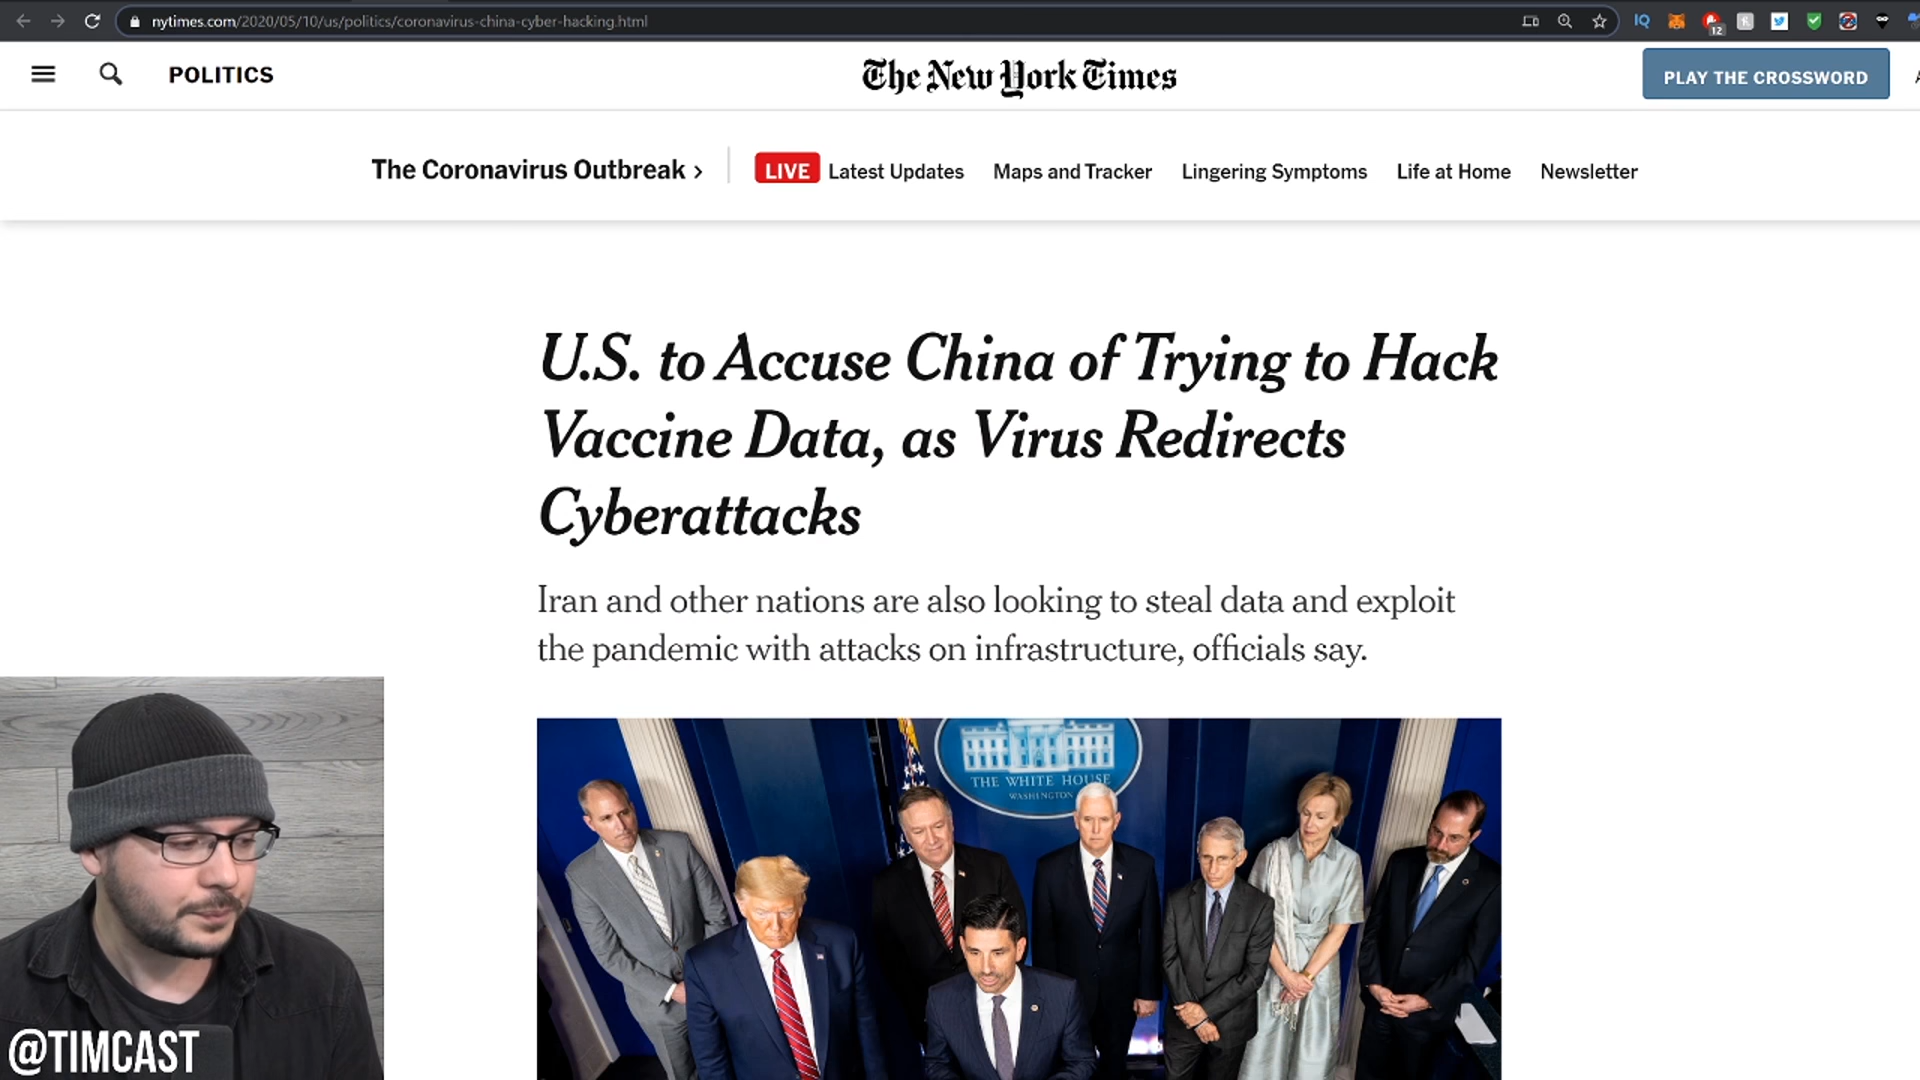 nytimes.com/2020/05/10/us/politics/coronavirus-china-cyber-hacking.html
IQ
12
POLITICS
The New York Times
PLAY THE CROSSWORD
The Coronavirus Outbreak ›
LIVE Latest Updates
Maps and Tracker
Lingering Symptoms
Life at Home
Newsletter
U.S. to Accuse China of Trying to Hack
Vaccine Data, as Virus Redirects
Cyberattacks
Iran and other nations are also looking to steal data and exploit
the pandemic with attacks on infrastructure, officials say.
THE WHITE HOUSE
WASHINGTON
@TIMCAST